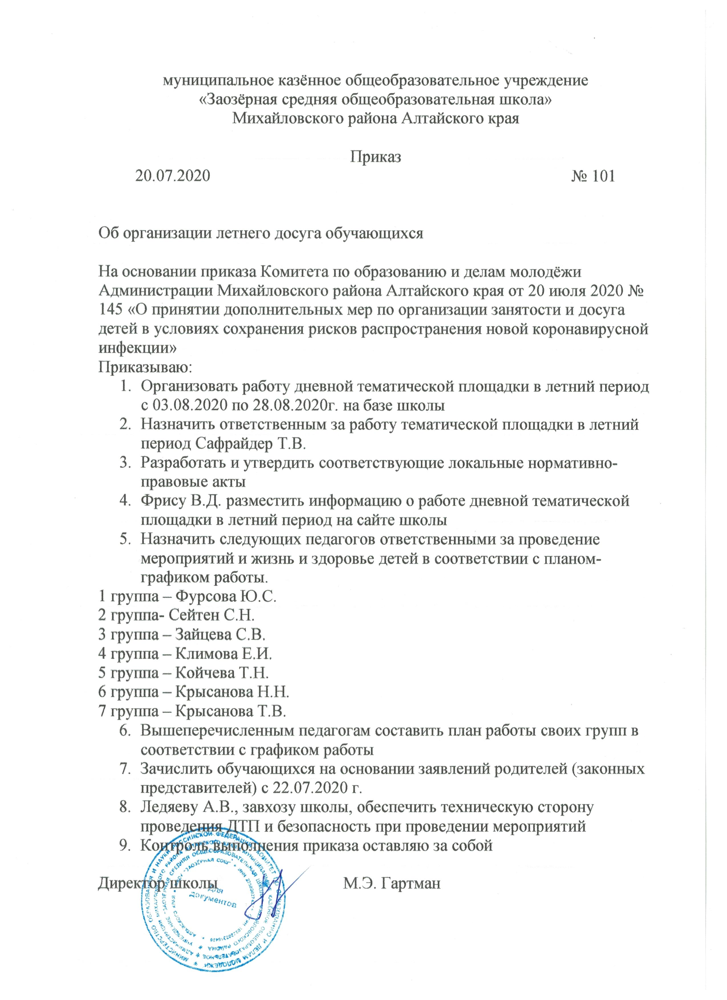 муниципальное казённое общеобразовательное учреждение
«Заозёрная средняя общеобразовательная школа»
Михайловского района Алтайского края
Приказ
20.07.2020 № 101
Об организации летнего досуга обучающихся
На основании приказа Комитета по образованию и делам молодёжи
Администрации Михайловского района Алтайского края от 20 июля 2020 №
145 «О принятии дополнительных мер по организации занятости и досуга
детей в условиях сохранения рисков распространения новой коронавирусной
инфекции»
Приказываю:
1. Организовать работу дневной тематической площадки в летний период
с 03.08.2020 по 28.08.2020г. на базе школы
2. Назначить ответственным за работу тематической площадки в летний
период Сафрайдер Т.В.
3. Разработать и утвердить соответствующие локальные нормативно-
правовые акты
4. Фрису В.Д. разместить информацию о работе дневной тематической
площадки в летний период на сайте школы
5. Назначить следующих педагогов ответственными за проведение
мероприятий и жизнь и здоровье детей в соответствии с планом-
графиком работы.
1 группа – Фурсова Ю.С.
2 группа- Сейтен С.Н.
3 группа – Зайцева С.В.
4 группа – Климова Е.И.
5 группа – Койчева Т.Н.
6 группа – Крысанова Н.Н.
7 группа – Крысанова Т.В.
6. Вышеперечисленным педагогам составить план работы своих групп в
соответствии с графиком работы
7. Зачислить обучающихся на основании заявлений родителей (законных
представителей) с 22.07.2020 г.
8. Ледяеву А.В., завхозу школы, обеспечить техническую сторону
проведения ДТП и безопасность при проведении мероприятий
9. Контроль выполнения приказа оставляю за собой
Директор школы М.Э. Гартман
МИНИСТЕРСТВО ОБРАЗОВАНИЯ И НАУКИ РОССИЙСКОЙ ФЕДЕРАЦИИ КОМИТЕТ ПО ОБРАЗОВАНИЮ И ДЕЛАМ МОЛОДЕЖИ
Для
документов